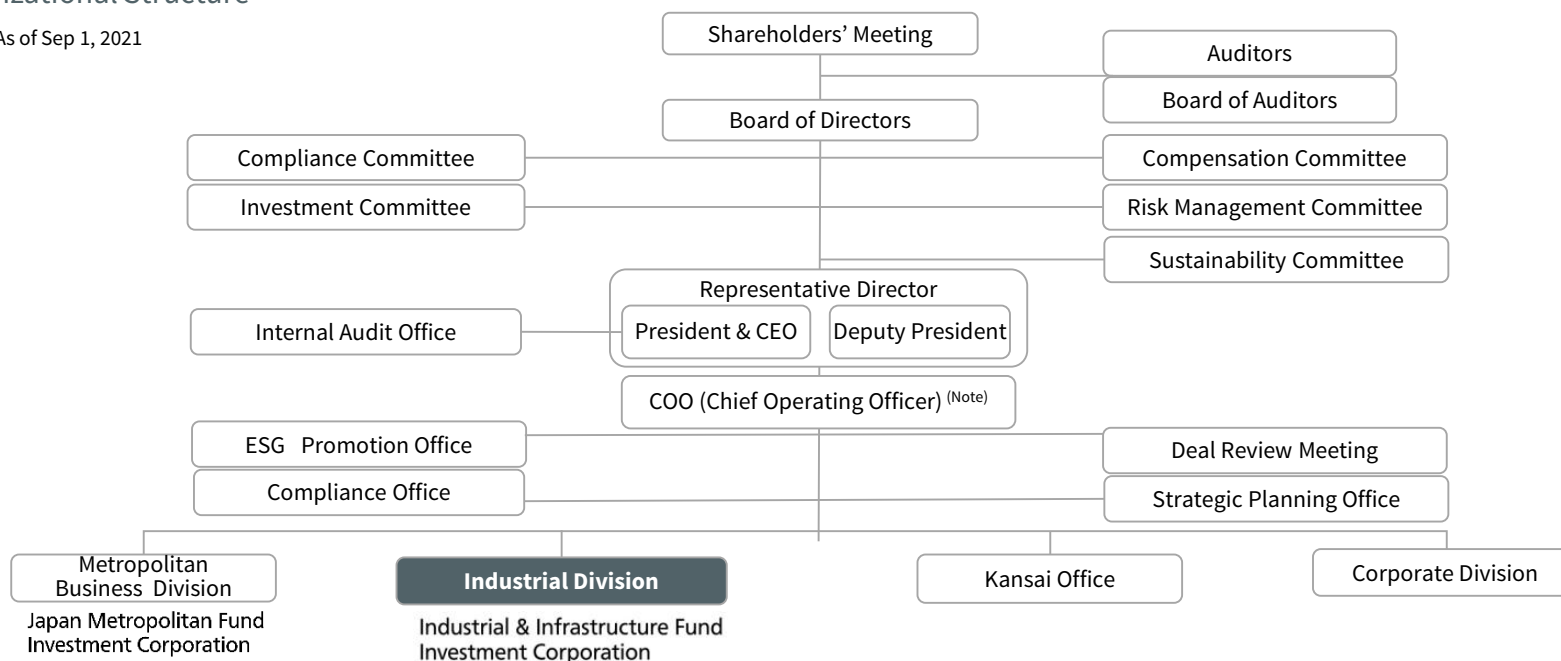 izational Structure
As of Sep 1, 2021
Shareholders’ Meeting
Auditors
Board of Auditors
Board of Directors
Compliance Committee
Compensation Committee
Investment Committee
Risk Management Committee
Sustainability Committee
Representative Director
Internal Audit Office
President & CEO
Deputy President
COO (Chief Operating Officer) (Note)
ESG Promotion Office
Deal Review Meeting
Compliance Office
Strategic Planning Office
Metropolitan
Business Division
Industrial Division
Kansai Office
Corporate Division
Japan Metropolitan Fund
Investment Corporation
Industrial & Infrastructure Fund
Investment Corporation